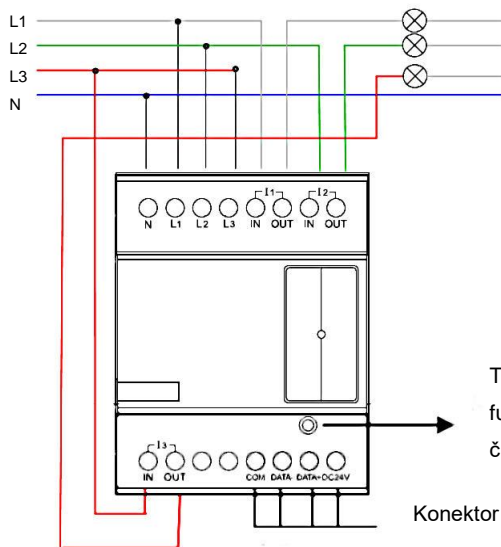 L1
L2
L3
N
I1 I2
N L1 L2 L3 IN OUT IN OUT
T
fu
č
I3
IN OUT COM DATA- DATA+ DC24V
Konektor